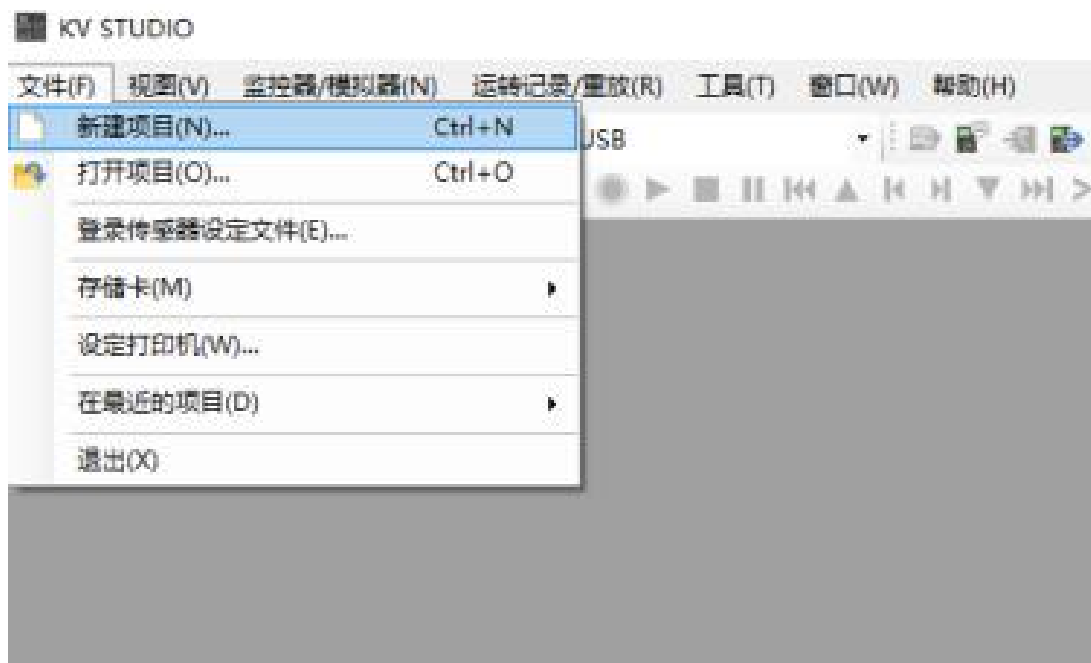 KV STUDIO
文件(F) 视图(V) 监控器/模拟器(N) 运转记录/重放(R) 工具(T) 窗口(W) 帮助(H)
新建项目(N)... Ctrl+N
USB
打开项目(O)... Ctrl+O
登录传感器设定文件(E)...
存储卡(M)
设定打印机(W)...
在最近的项目(D)
退出(X)